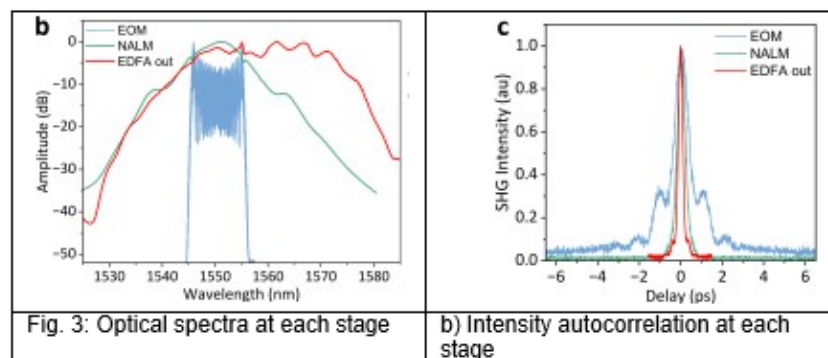 b
EOM
NALM
EDFA out
0
−10
−20
−30
−40
−50
Amplitude (dB)
1530 1540 1550 1560 1570 1580
Wavelength (nm)
Fig. 3: Optical spectra at each stage
c
EOM
NALM
EDFA out
1.0
0.8
0.6
0.4
0.2
0.0
SHG Intensity (au)
−6 −4 −2 0 2 4 6
Delay (ps)
b) Intensity autocorrelation at each
stage